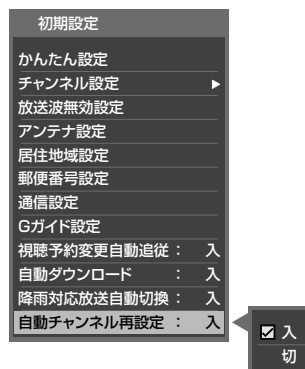 初期設定
かんたん設定
チャンネル設定
放送波無効設定
アンテナ設定
居住地域設定
郵便番号設定
通信設定
Gガイド設定
視聴予約変更自動追従： 入
自動ダウンロード ： 入
降雨対応放送自動切換： 入
自動チャンネル再設定 ： 入
入
切